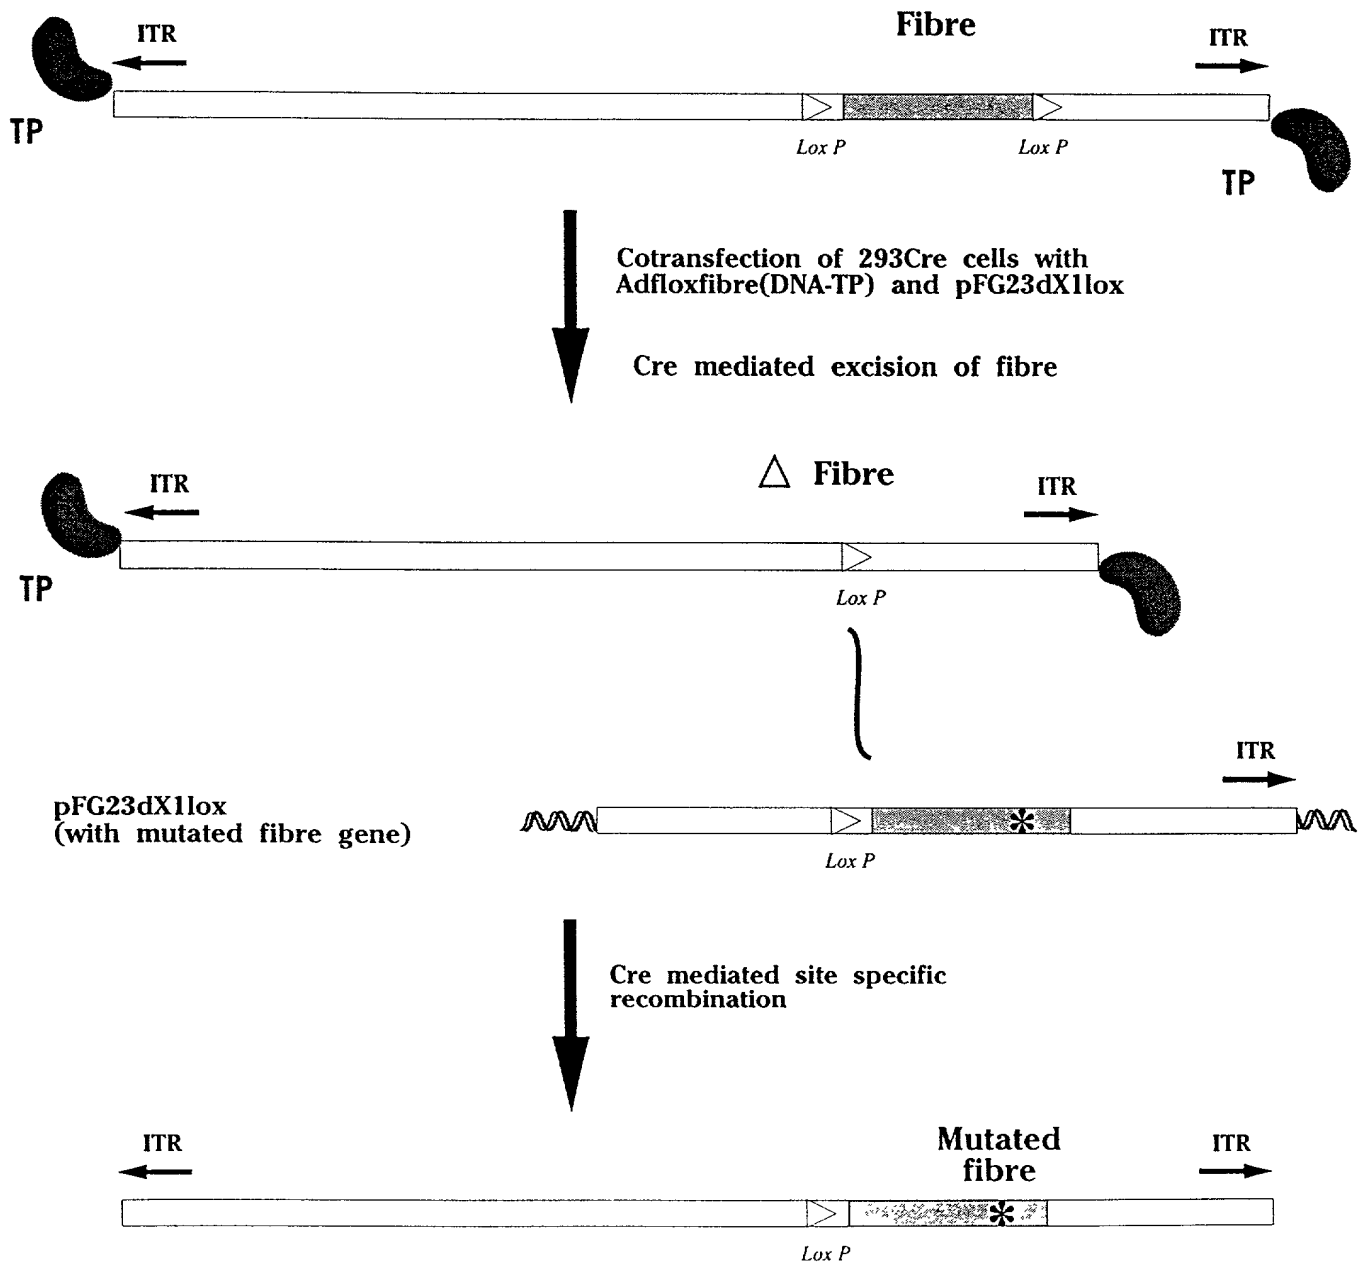 Fibre
ITR
ITR
TP
Lox P
Lox P
TP
Cotransfection of 293Cre cells with
Adfloxfibre(DNA-TP) and pFG23dX1lox
Cre mediated excision of fibre
△ Fibre
ITR
ITR
TP
Lox P
ITR
pFG23dX1lox
(with mutated fibre gene)
*
Lox P
Cre mediated site specific
recombination
ITR
Mutated
fibre
ITR
*
Lox P